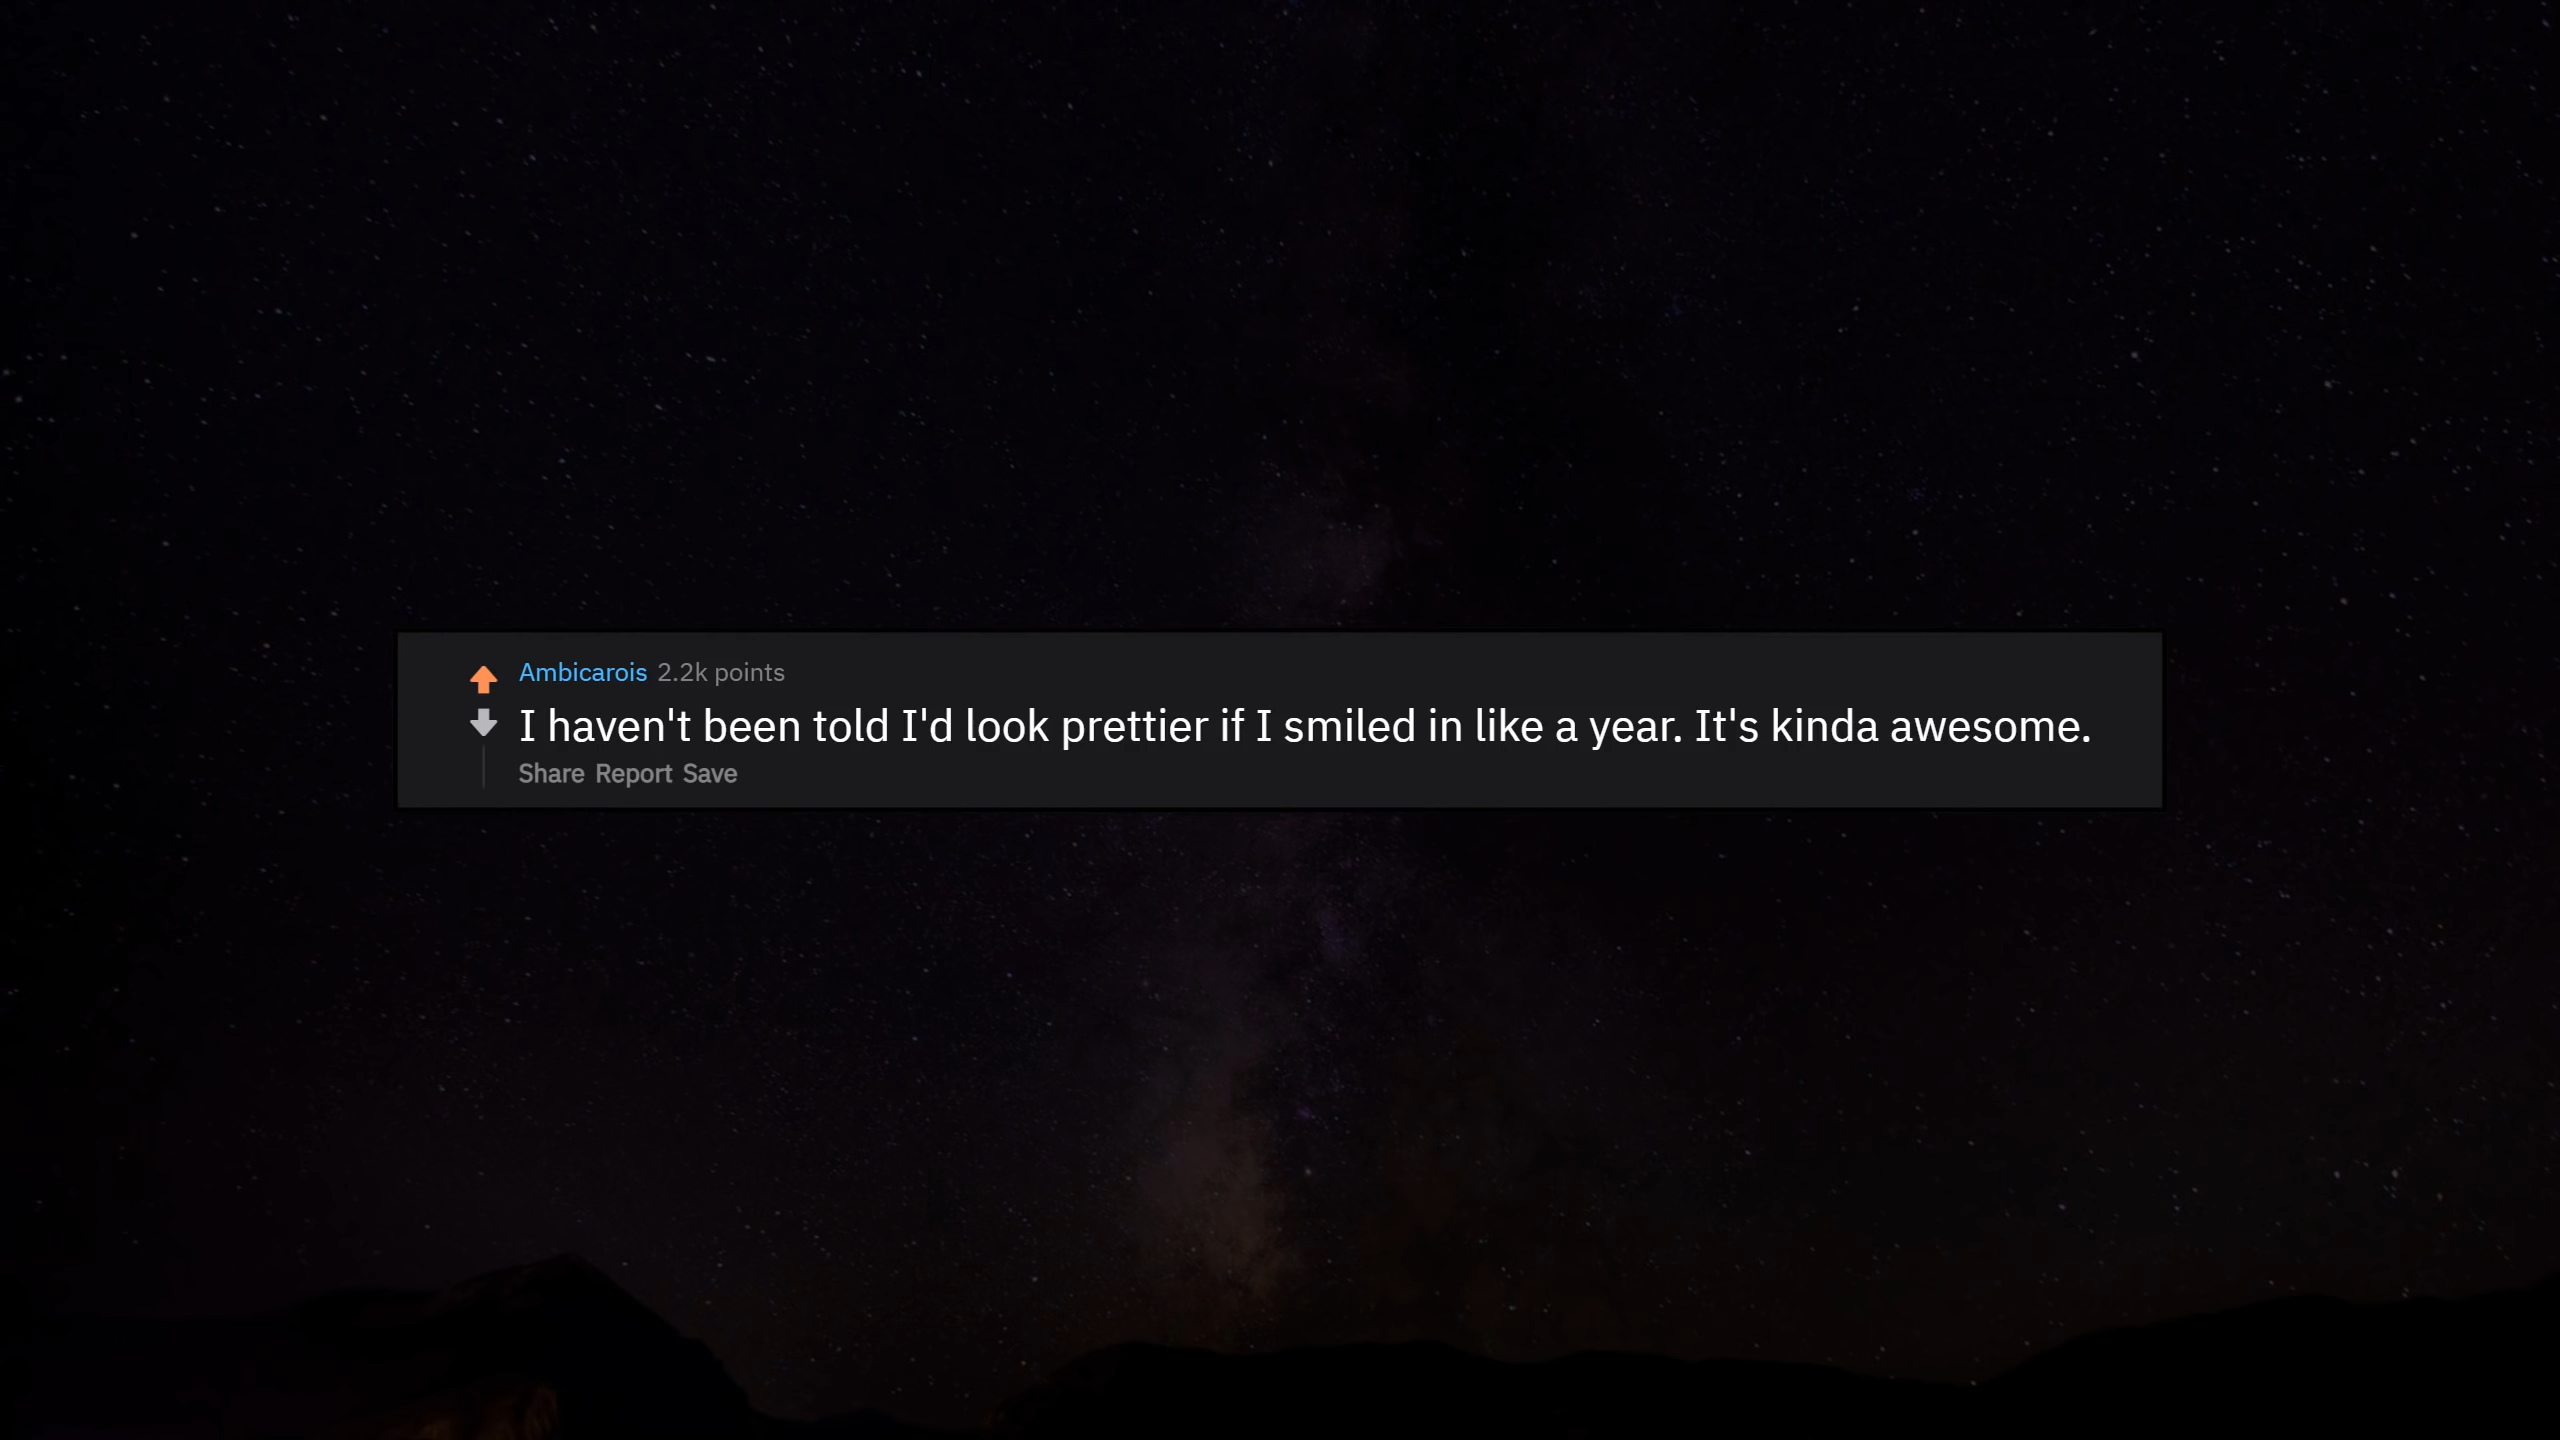 Ambicarois 2.2k points
I haven't been told I'd look prettier if I smiled in like a year. It's kinda awesome.
Share Report Save